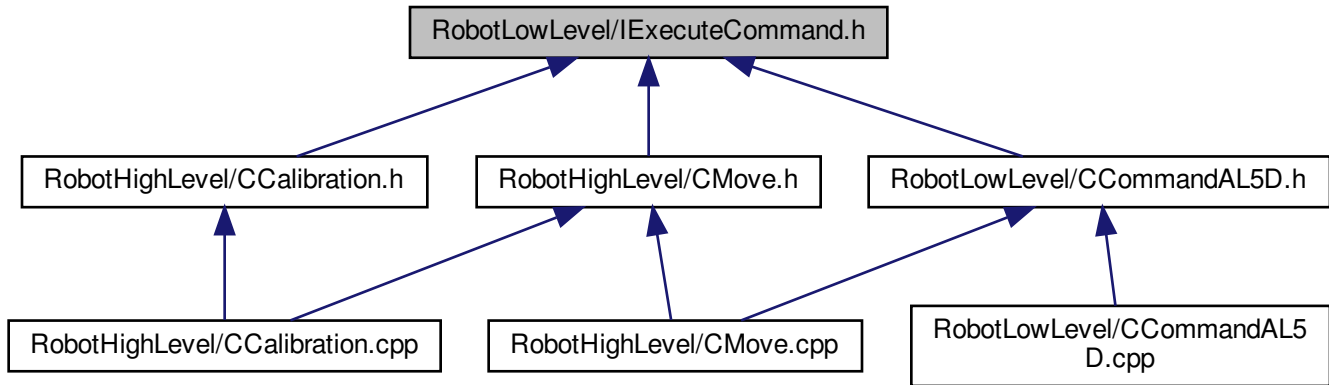 RobotLowLevel/IExecuteCommand.h
RobotHighLevel/CCalibration.h
RobotHighLevel/CMove.h
RobotLowLevel/CCommandAL5D.h
RobotHighLevel/CCalibration.cpp
RobotHighLevel/CMove.cpp
RobotLowLevel/CCommandAL5
D.cpp